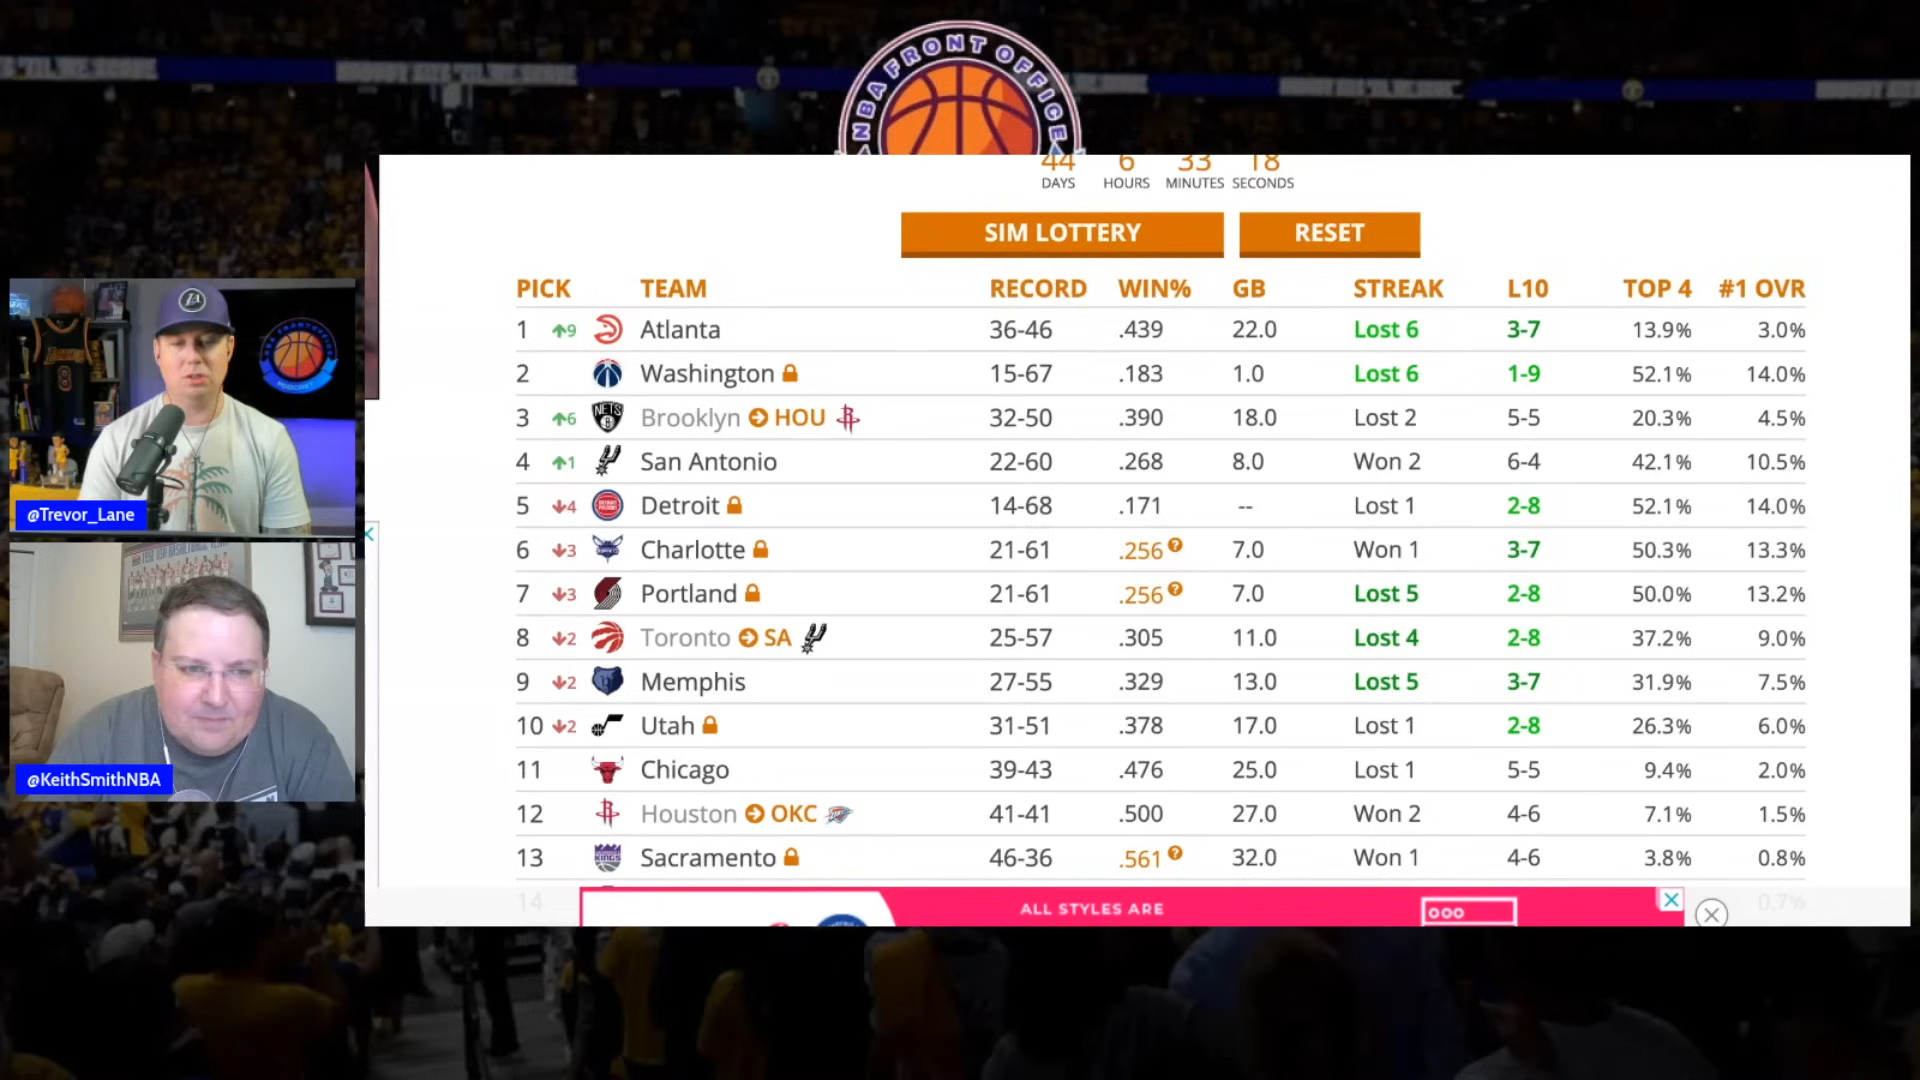 NBA FRONT OFFICE
44 6 33 18
DAYS HOURS MINUTES SECONDS
SIM LOTTERY RESET
PICK TEAM RECORD WIN% GB STREAK L10 TOP 4 #1 OVR
1 9 Atlanta 36-46 .439 22.0 Lost 6 3-7 13.9% 3.0%
2 Washington 15-67 .183 1.0 Lost 6 1-9 52.1% 14.0%
3 6 NETS Brooklyn HOU 32-50 .390 18.0 Lost 2 5-5 20.3% 4.5%
4 1 San Antonio 22-60 .268 8.0 Won 2 6-4 42.1% 10.5%
5 4 Detroit 14-68 .171 -- Lost 1 2-8 52.1% 14.0%
6 3 Charlotte 21-61 .256 ? 7.0 Won 1 3-7 50.3% 13.3%
7 3 Portland 21-61 .256 ? 7.0 Lost 5 2-8 50.0% 13.2%
8 2 Toronto SA 25-57 .305 11.0 Lost 4 2-8 37.2% 9.0%
9 2 Memphis 27-55 .329 13.0 Lost 5 3-7 31.9% 7.5%
10 2 Utah 31-51 .378 17.0 Lost 1 2-8 26.3% 6.0%
11 Chicago 39-43 .476 25.0 Lost 1 5-5 9.4% 2.0%
12 Houston OKC 41-41 .500 27.0 Won 2 4-6 7.1% 1.5%
13 KINGS Sacramento 46-36 .561 ? 32.0 Won 1 4-6 3.8% 0.8%
14 0.7%
ALL STYLES ARE
LA
8
@Trevor_Lane
@KeithSmithNBA